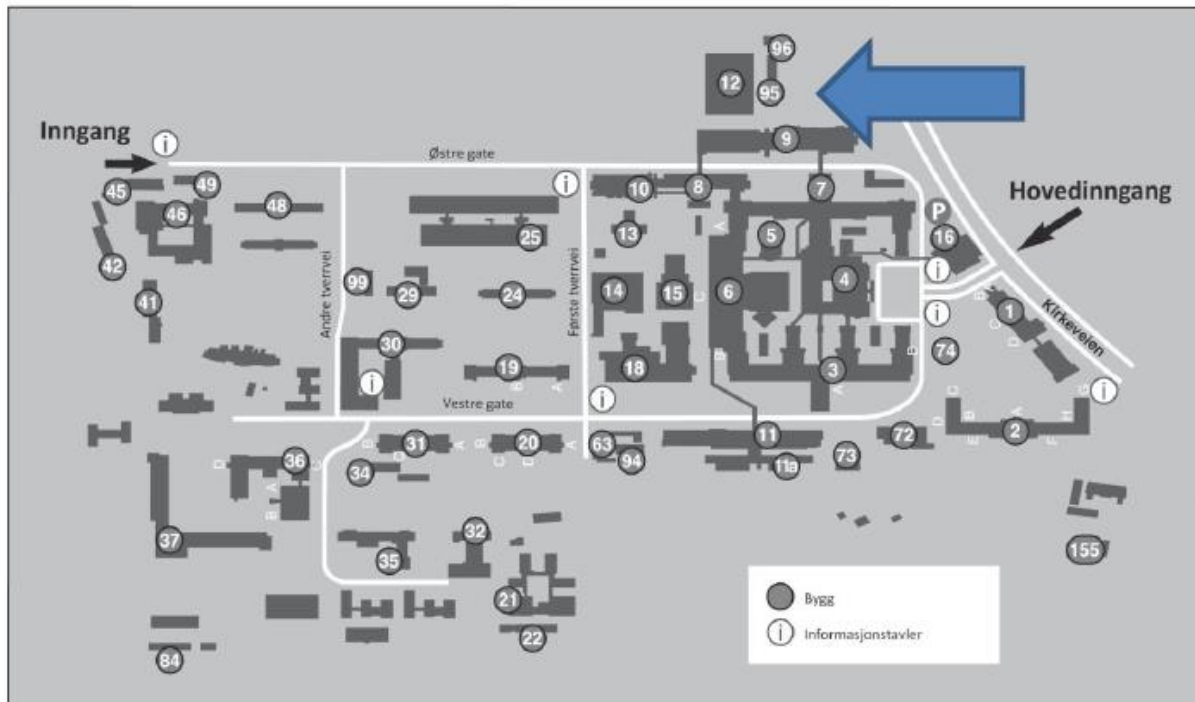 96
12
95
Inngang
i
9
Østre gate
45
49
10
8
7
Hovedinngang
46
48
i
A
P
13
5
16
42
25
Andre tverrvei
99
29
24
Første tverrvei
14
15
C
6
4
i
41
B
1
C
D
Kirkeveien
i
30
B
B
74
19
18
3
i
B
A
A
i
C
A
G
Vestre gate
i
D
B
E
2
F
H
B
31
A
B
20
A
63
11
72
C
C
D
D
36
C
34
94
11a
73
A
B
37
32
35
155
21
22
84
Bygg
i
Informasjonstavler